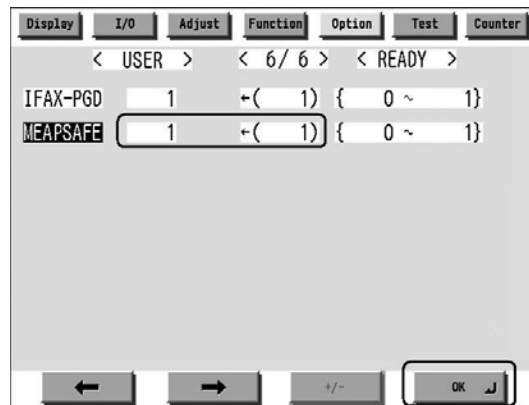 Display I/O Adjust Function Option Test Counter
< USER > < 6/ 6 > < READY >
IFAX-PGD 1 ←( 1) { 0 ~ 1}
MEAPSAFE 1 ←( 1) { 0 ~ 1}
← → +/- OK ⏎